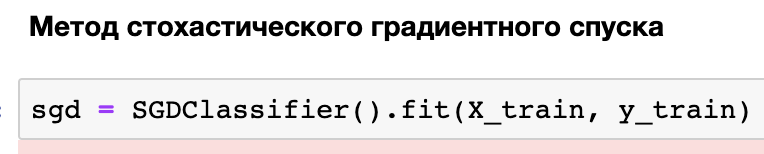 Метод стохастического градиентного спуска
sgd = SGDClassifier().fit(X_train, y_train)